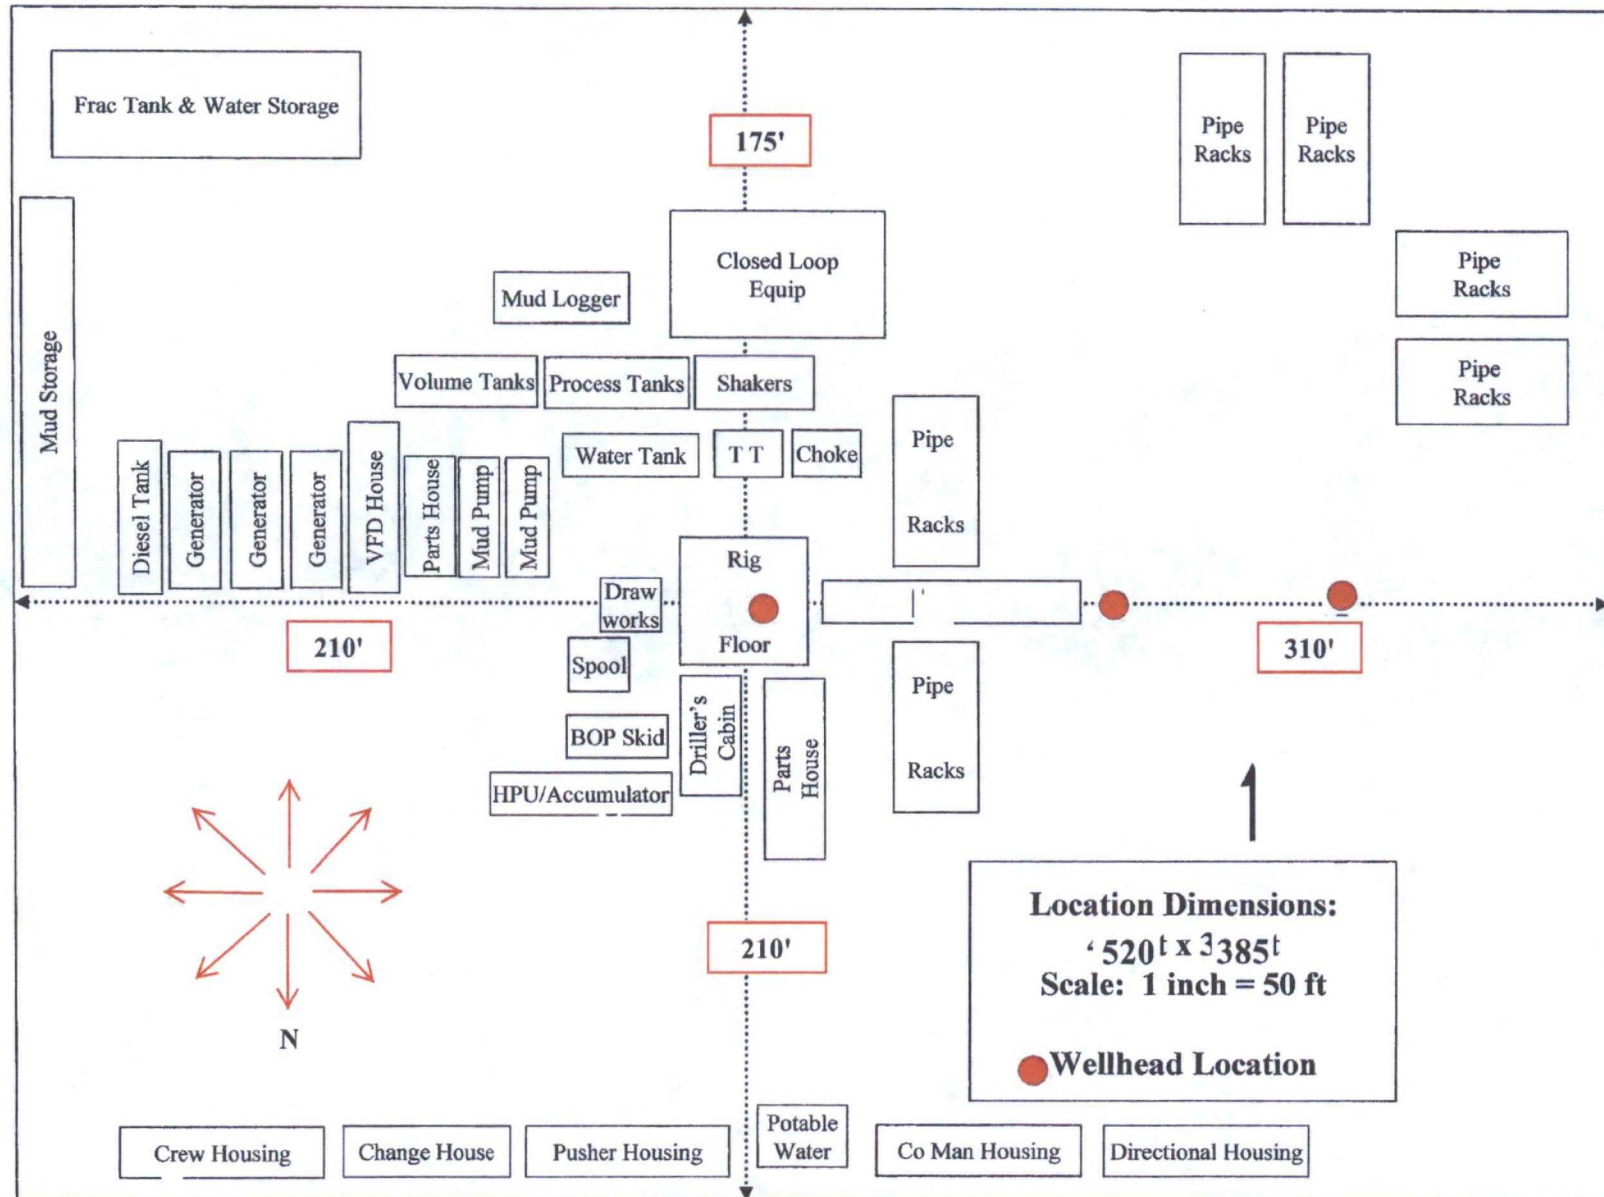 Frac Tank & Water Storage
175'
Pipe
Racks
Pipe
Racks
Closed Loop
Equip
Pipe
Racks
Mud Logger
Mud Storage
Volume Tanks
Process Tanks
Shakers
Pipe
Racks
Water Tank
T T
Choke
Pipe
Racks
Diesel Tank
Generator
Generator
Generator
VFD House
Parts House
Mud Pump
Mud Pump
Rig
Floor
Draw
works
210'
310'
Spool
Driller's
Cabin
Parts
House
Pipe
Racks
BOP Skid
HPU/Accumulator
210'
N
Location Dimensions:
520' x 385'
Scale: 1 inch = 50 ft
Wellhead Location
Potable
Water
Crew Housing
Change House
Pusher Housing
Co Man Housing
Directional Housing